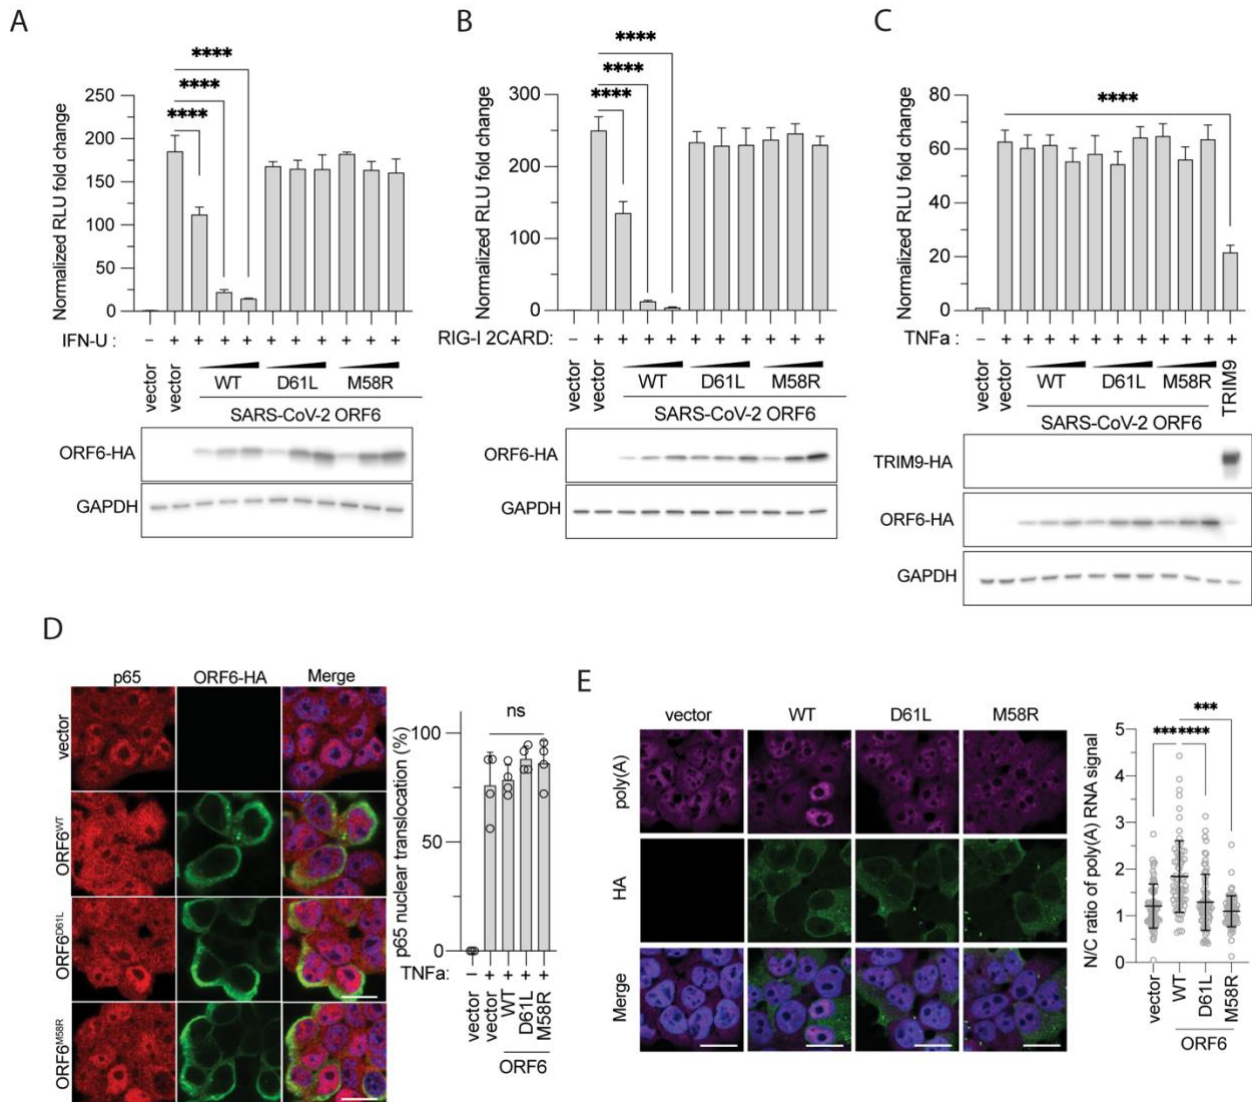 A
Normalized RLU fold change
250
200
150
100
50
0
****
****
****
IFN-U :
− + + + + + + + + + +
vector
vector
WT D61L M58R
SARS-CoV-2 ORF6
ORF6-HA
GAPDH
B
Normalized RLU fold change
300
200
100
0
****
****
****
RIG-I 2CARD:
− + + + + + + + + + +
vector
vector
WT D61L M58R
SARS-CoV-2 ORF6
ORF6-HA
GAPDH
C
Normalized RLU fold change
80
60
40
20
0
****
TNFa :
− + + + + + + + + + + +
vector
vector
WT D61L M58R
TRIM9
SARS-CoV-2 ORF6
TRIM9-HA
ORF6-HA
GAPDH
D
p65 ORF6-HA Merge
vector
ORF6WT
ORF6D61L
ORF6M58R
p65 nuclear translocation (%)
100
50
0
ns
TNFa: − + + + +
vector
vector
WT
D61L
M58R
ORF6
E
vector WT D61L M58R
poly(A)
HA
Merge
N/C ratio of poly(A) RNA signal
5
4
3
2
1
0
***
********
vector
WT
D61L
M58R
ORF6